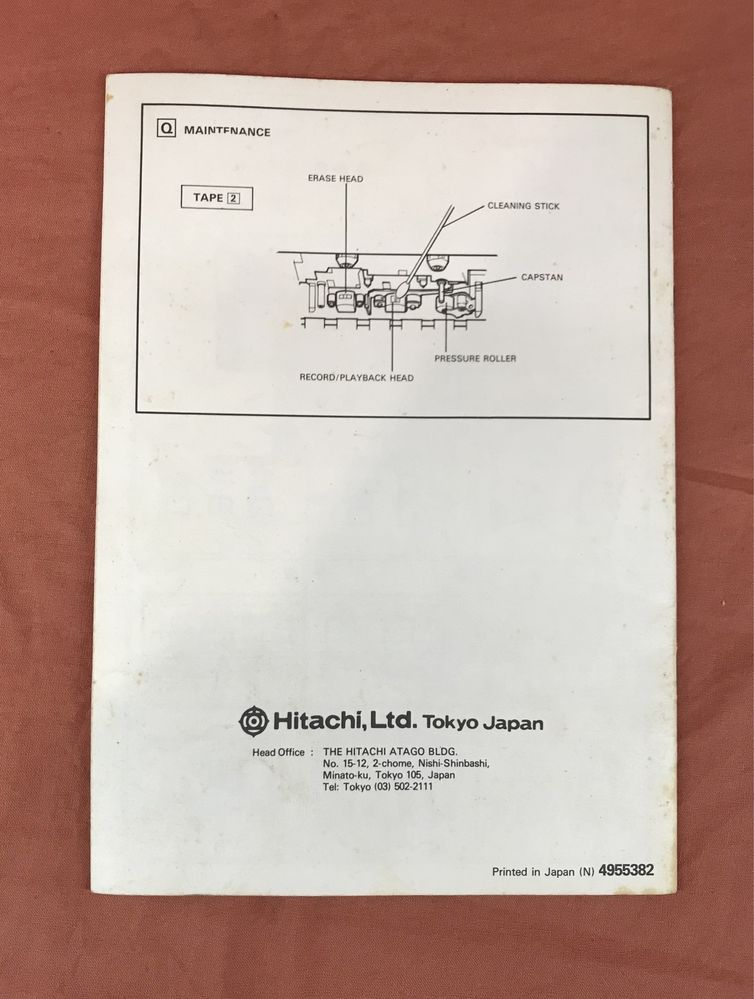 Q MAINTENANCE
ERASE HEAD
TAPE 2
CLEANING STICK
CAPSTAN
PRESSURE ROLLER
RECORD/PLAYBACK HEAD
Hitachi, Ltd. Tokyo Japan
Head Office : THE HITACHI ATAGO BLDG.
No. 15-12, 2-chome, Nishi-Shinbashi,
Minato-ku, Tokyo 105, Japan
Tel: Tokyo (03) 502-2111
Printed in Japan (N) 4955382